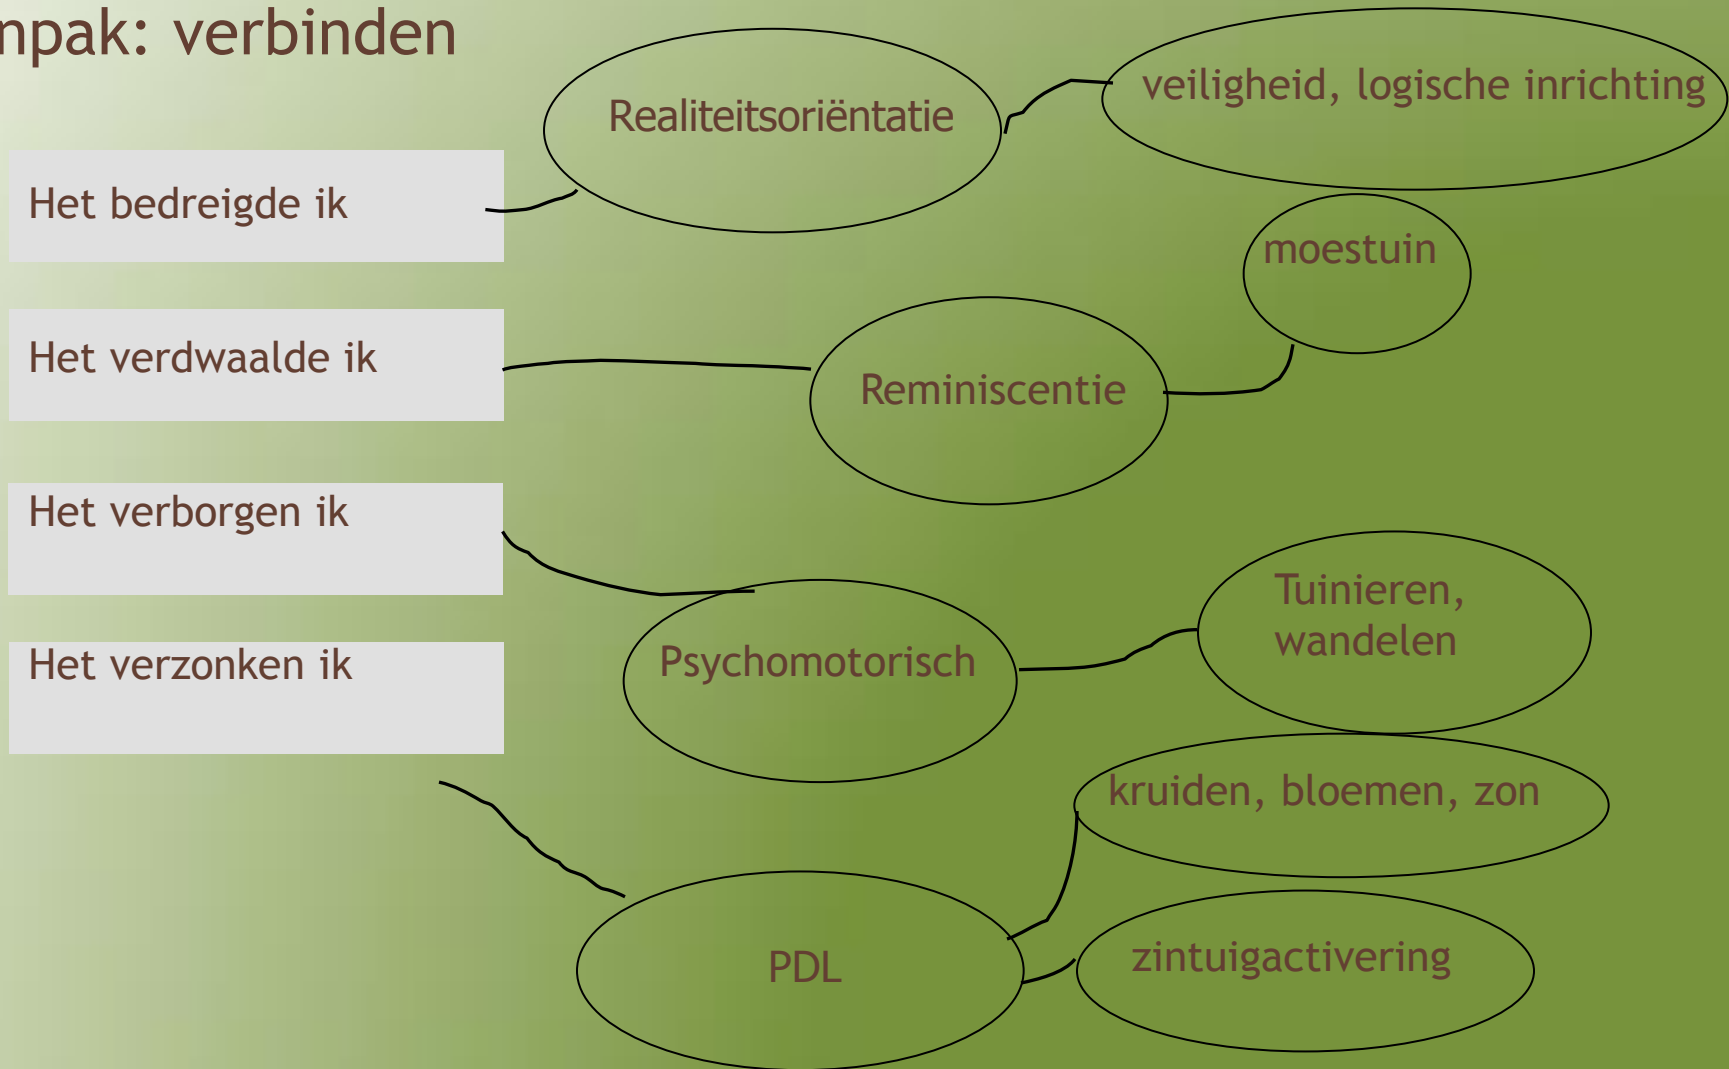 npak: verbinden
Realiteitsoriëntatie
veiligheid, logische inrichting
Het bedreigde ik
moestuin
Het verdwaalde ik
Reminiscentie
Het verborgen ik
Tuinieren,
wandelen
Het verzonken ik
Psychomotorisch
kruiden, bloemen, zon
PDL
zintuigactivering